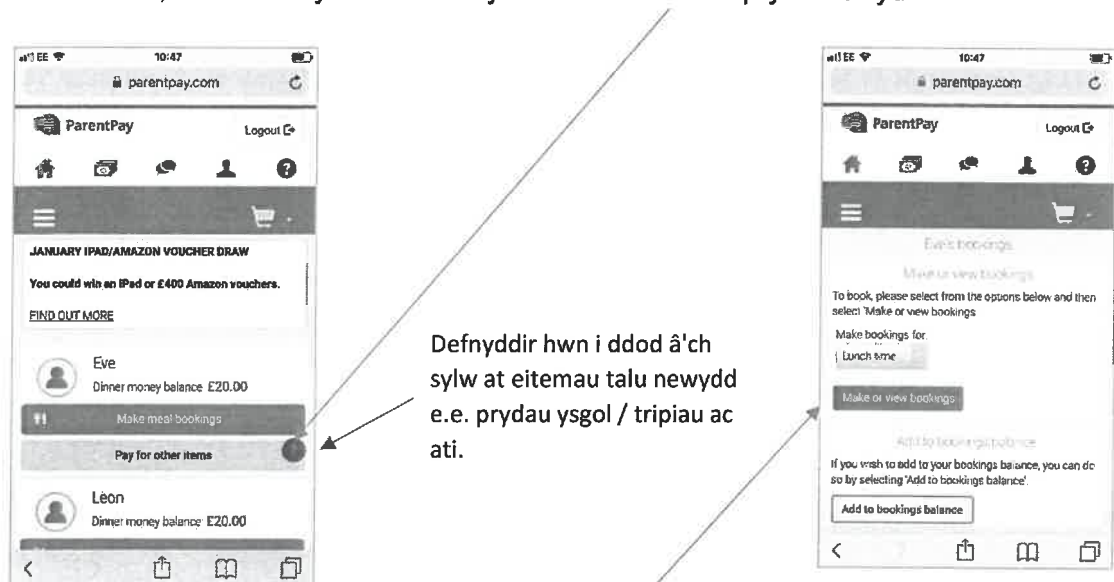 EE 10:47
parentpay.com
ParentPay Logout
JANUARY IPAD/AMAZON VOUCHER DRAW
You could win an iPad or £400 Amazon vouchers.
FIND OUT MORE
Eve
Dinner money balance £20.00
Make meal bookings
Pay for other items
Lèon
Dinner money balance £20.00
Defnyddir hwn i ddod â'ch
sylw at eitemau talu newydd
e.e. prydau ysgol / tripiau ac
ati.
EE 10:47
parentpay.com
ParentPay Logout
Eve's bookings
Make or view bookings
To book, please select from the options below and then
select 'Make or view bookings
Make bookings for
Lunch time
Make or view bookings
Add to bookings balance
If you wish to add to your bookings balance, you can do
so by selecting 'Add to bookings balance'.
Add to bookings balance